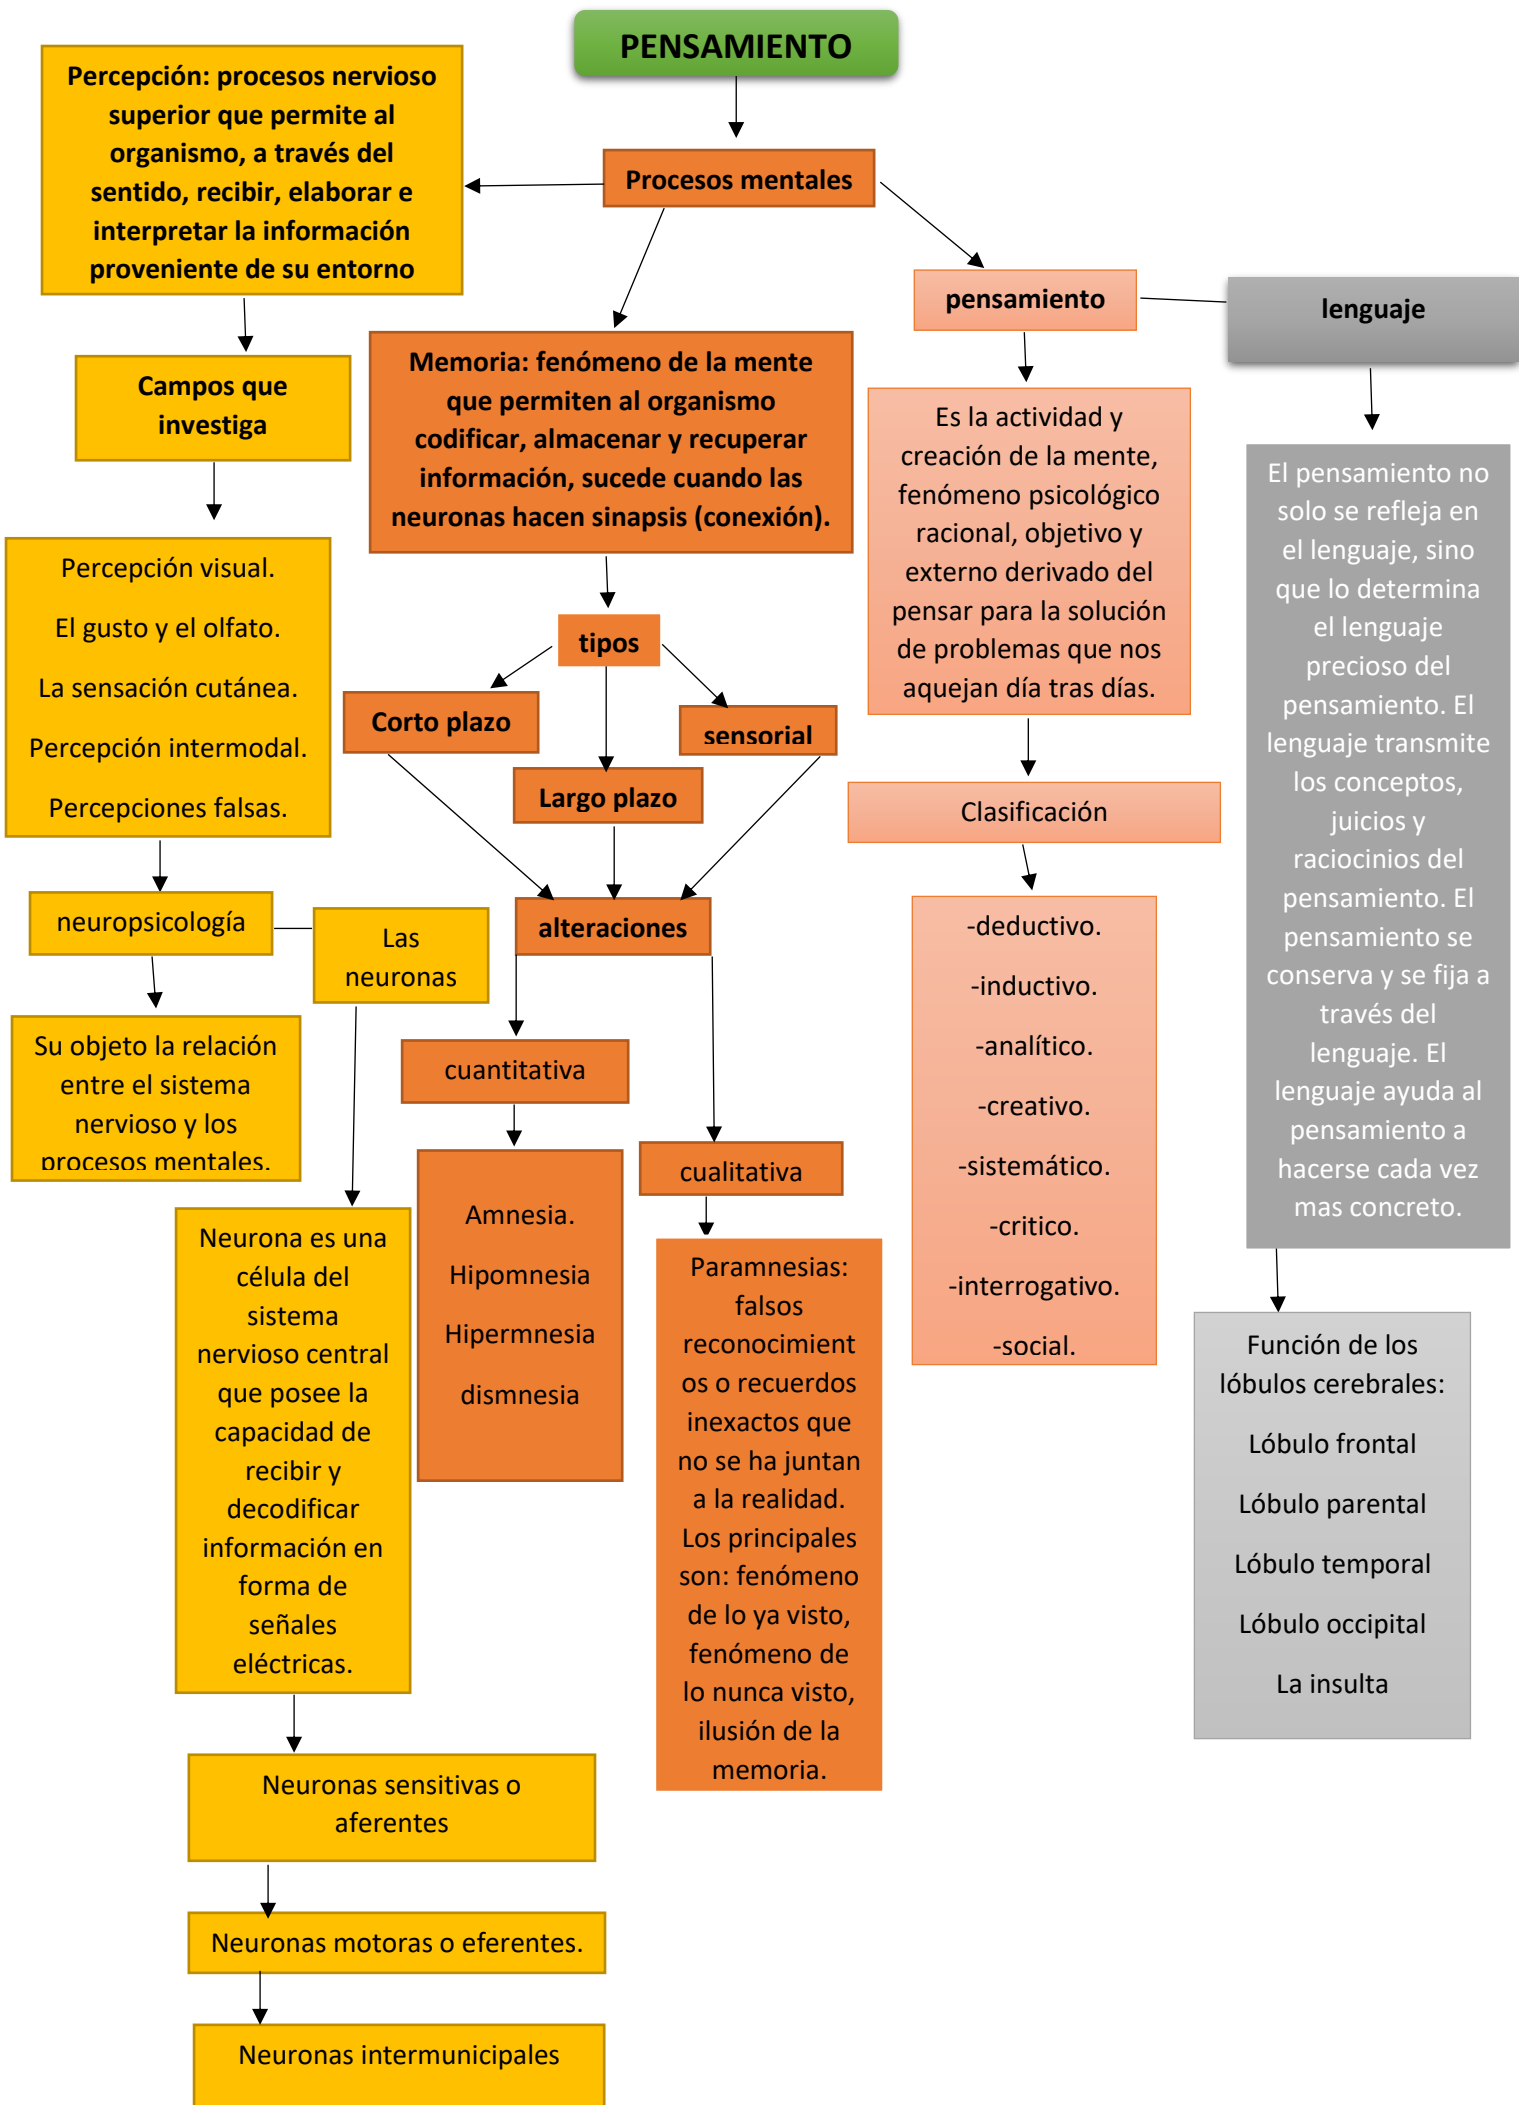 PENSAMIENTO
Percepción: procesos nervioso
superior que permite al
organismo, a través del
sentido, recibir, elaborar e
interpretar la información
proveniente de su entorno
Procesos mentales
pensamiento
lenguaje
Campos que
investiga
Memoria: fenómeno de la mente
que permiten al organismo
codificar, almacenar y recuperar
información, sucede cuando las
neuronas hacen sinapsis (conexión).
Es la actividad y
creación de la mente,
fenómeno psicológico
racional, objetivo y
externo derivado del
pensar para la solución
de problemas que nos
aquejan día tras días.
El pensamiento no
solo se refleja en
el lenguaje, sino
que lo determina
el lenguaje
precioso del
pensamiento. El
lenguaje transmite
los conceptos,
juicios y
raciocinios del
pensamiento. El
pensamiento se
conserva y se fija a
través del
lenguaje. El
lenguaje ayuda al
pensamiento a
hacerse cada vez
mas concreto.
Percepción visual.
El gusto y el olfato.
La sensación cutánea.
Percepción intermodal.
Percepciones falsas.
tipos
Corto plazo
sensorial
Largo plazo
Clasificación
neuropsicología
Las
neuronas
alteraciones
-deductivo.
-inductivo.
-analítico.
-creativo.
-sistemático.
-critico.
-interrogativo.
-social.
Su objeto la relación
entre el sistema
nervioso y los
procesos mentales.
cuantitativa
cualitativa
Amnesia.
Hipomnesia
Hipermnesia
dismnesia
Neurona es una
célula del
sistema
nervioso central
que posee la
capacidad de
recibir y
decodificar
información en
forma de
señales
eléctricas.
Paramnesias:
falsos
reconocimient
os o recuerdos
inexactos que
no se ha juntan
a la realidad.
Los principales
son: fenómeno
de lo ya visto,
fenómeno de
lo nunca visto,
ilusión de la
memoria.
Función de los
lóbulos cerebrales:
Lóbulo frontal
Lóbulo parental
Lóbulo temporal
Lóbulo occipital
La insulta
Neuronas sensitivas o
aferentes
Neuronas motoras o eferentes.
Neuronas intermunicipales